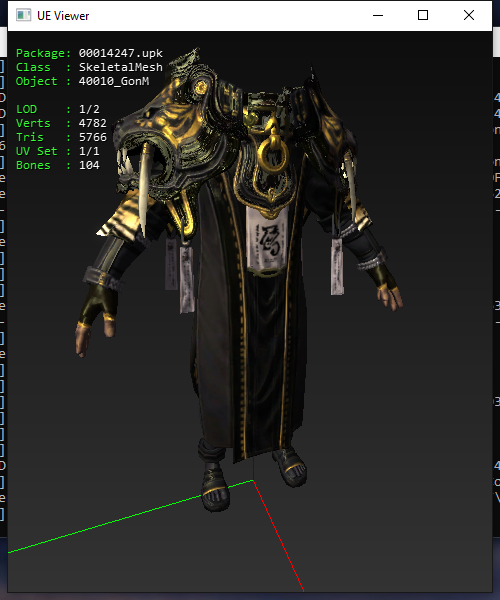 UE Viewer
Package: 00014247.upk
Class : SkeletalMesh
Object : 40010_GonM
LOD : 1/2
Verts : 4782
Tris : 5766
UV Set : 1/1
Bones : 104